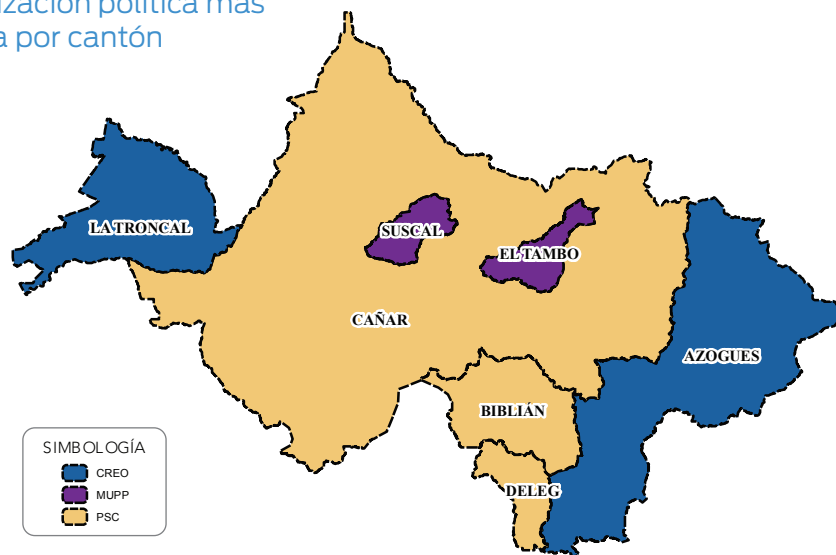 ización política más
a por cantón
LA TRONCAL
SUSCAL
EL TAMBO
CAÑAR
AZOGUES
BIBLIÁN
DELEG
SIMBOLOGÍA
CREO
MUPP
PSC